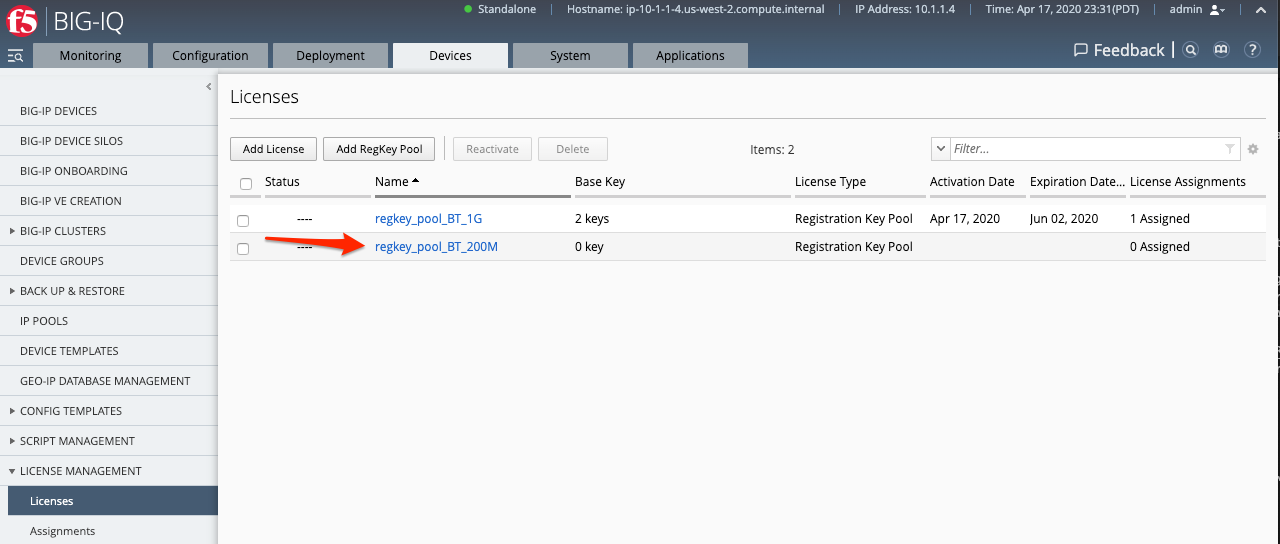 f5 BIG-IQ
Standalone Hostname: ip-10-1-1-4.us-west-2.compute.internal IP Address: 10.1.1.4 Time: Apr 17, 2020 23:31(PDT) admin
Monitoring Configuration Deployment Devices System Applications Feedback ?
BIG-IP DEVICES
BIG-IP DEVICE SILOS
BIG-IP ONBOARDING
BIG-IP VE CREATION
BIG-IP CLUSTERS
DEVICE GROUPS
BACK UP & RESTORE
IP POOLS
DEVICE TEMPLATES
GEO-IP DATABASE MANAGEMENT
CONFIG TEMPLATES
SCRIPT MANAGEMENT
LICENSE MANAGEMENT
Licenses
Assignments
Licenses
Add License Add RegKey Pool Reactivate Delete Items: 2 Filter...
Status Name Base Key License Type Activation Date Expiration Date... License Assignments
---- regkey_pool_BT_1G 2 keys Registration Key Pool Apr 17, 2020 Jun 02, 2020 1 Assigned
---- regkey_pool_BT_200M 0 key Registration Key Pool 0 Assigned